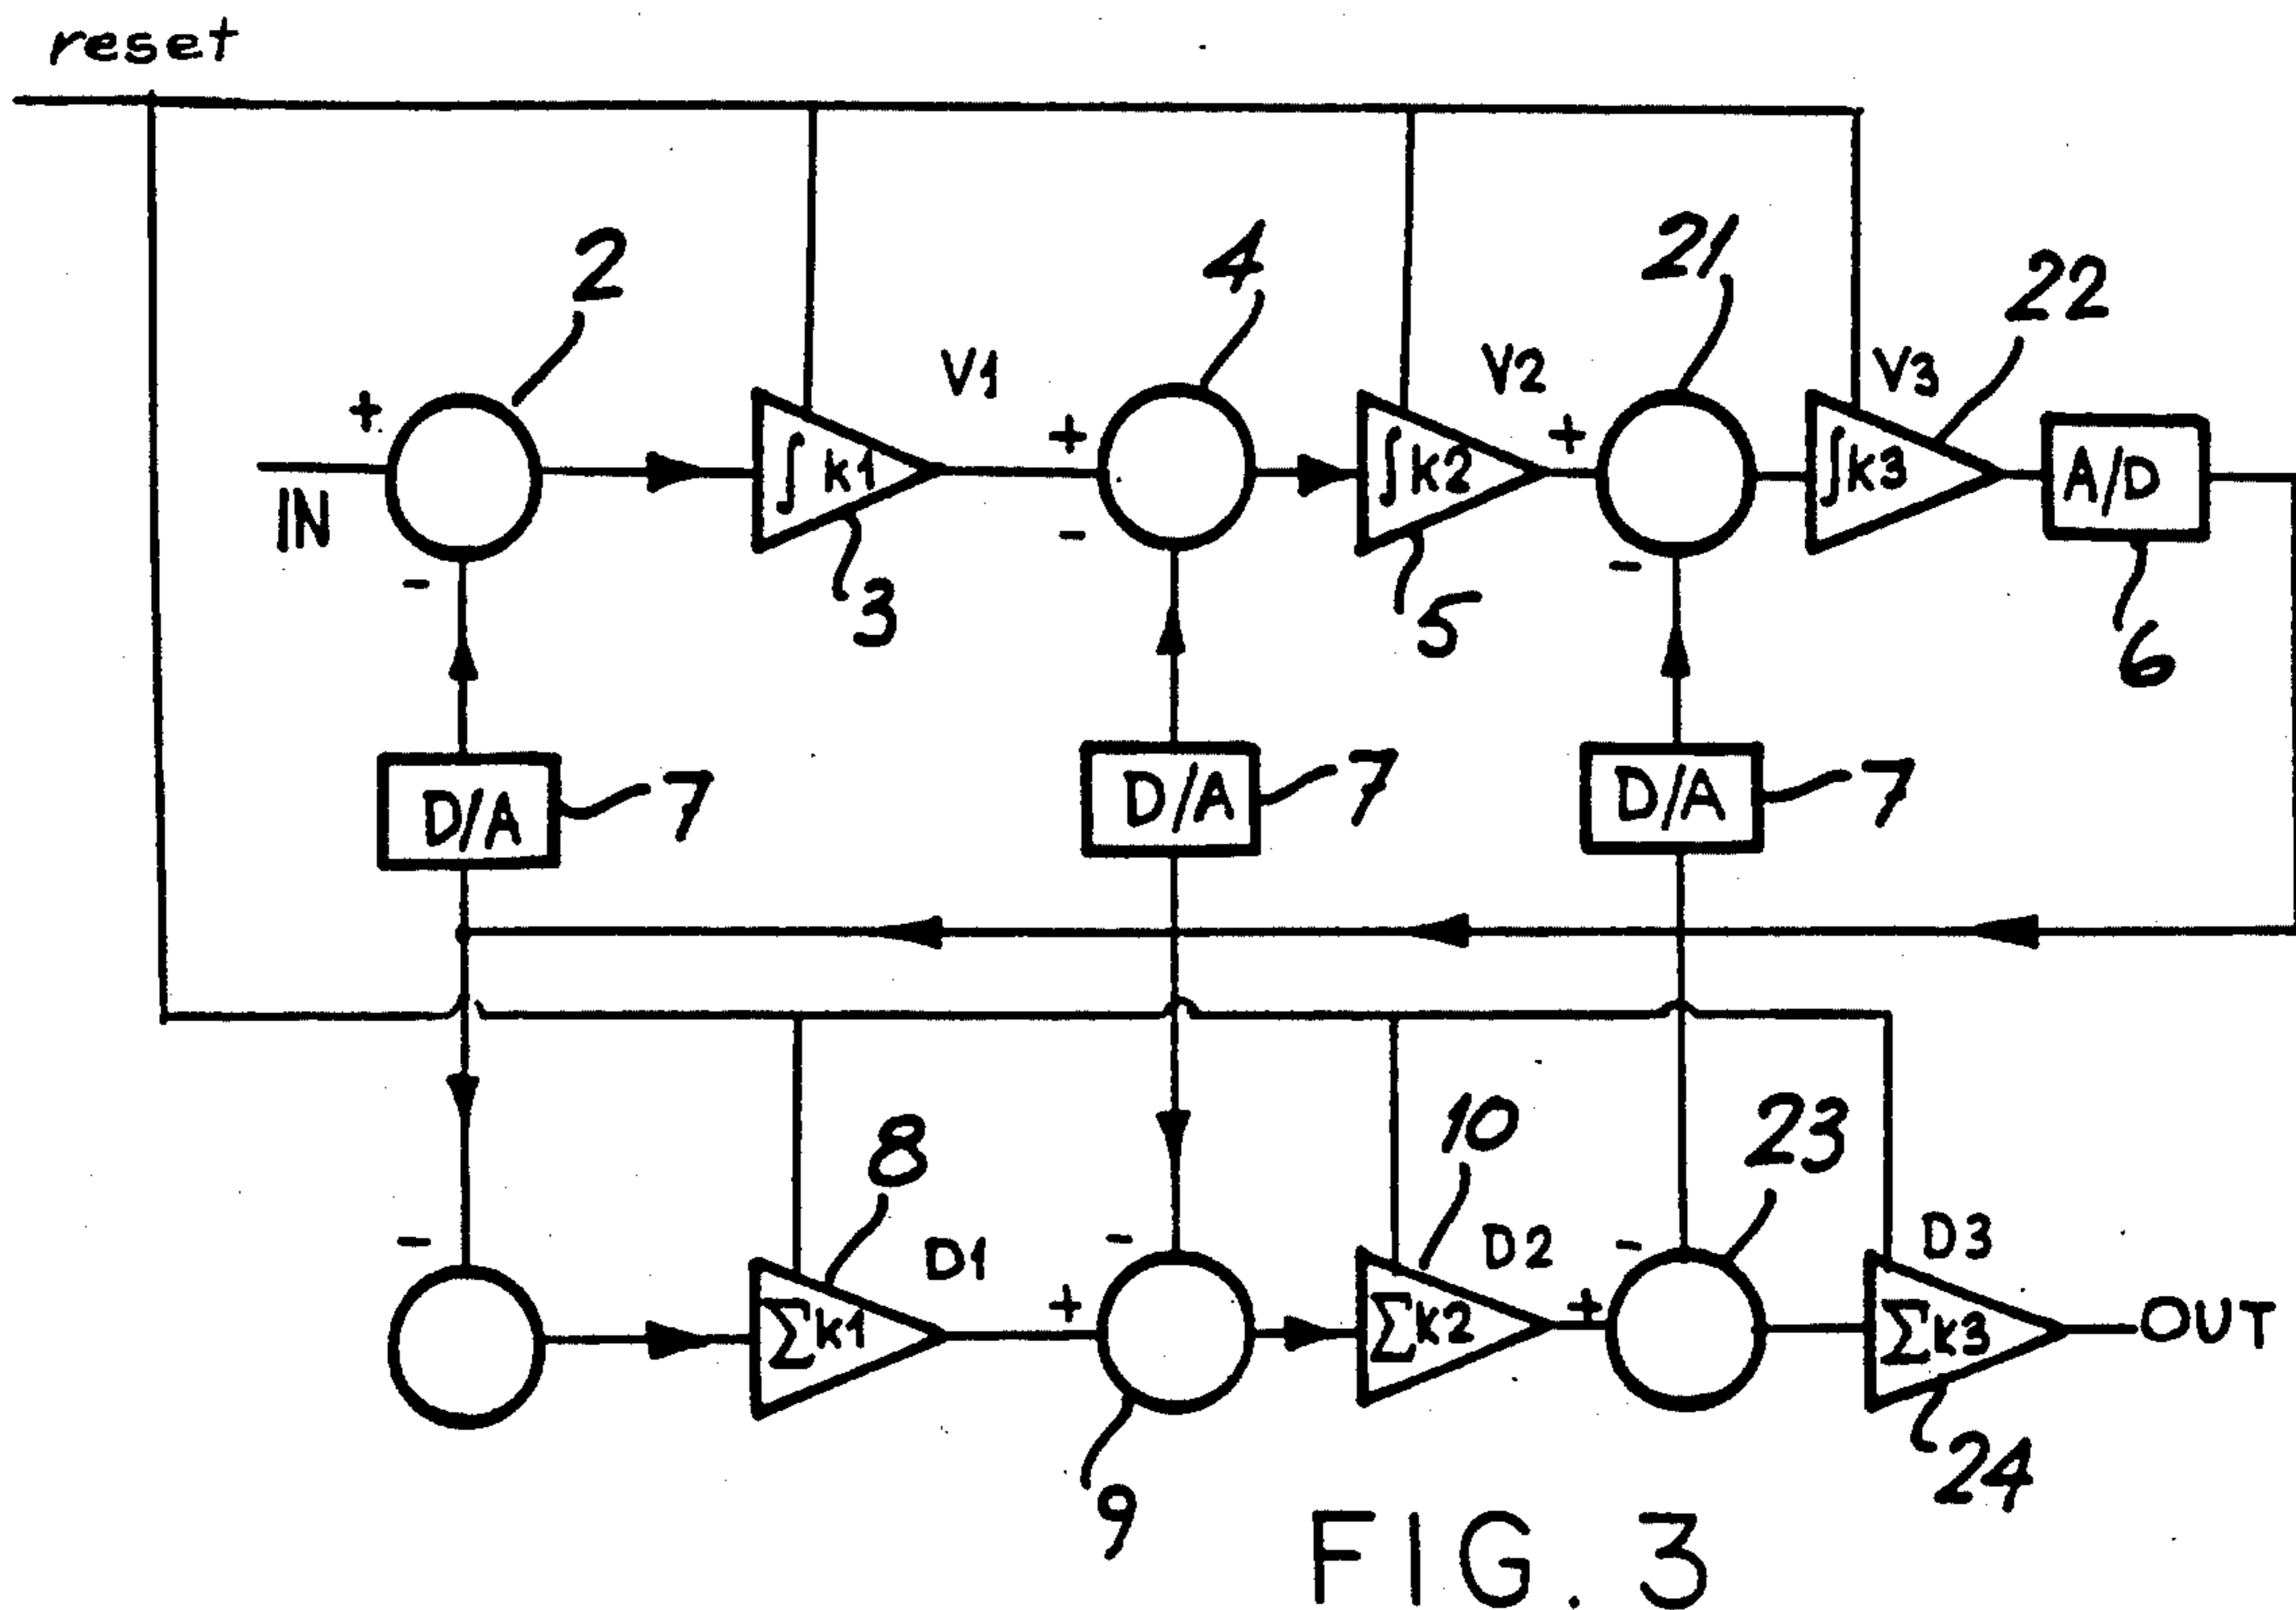 reset
2
4
21
22
V1
V2
V3
+
+
+
IN
∫k1
∫k2
∫k3
A/D
-
-
-
3
5
6
D/A
7
D/A
7
D/A
7
8
10
23
-
D1
-
D2
-
D3
+
+
Σk1
Σk2
Σk3
OUT
9
24
FIG. 3